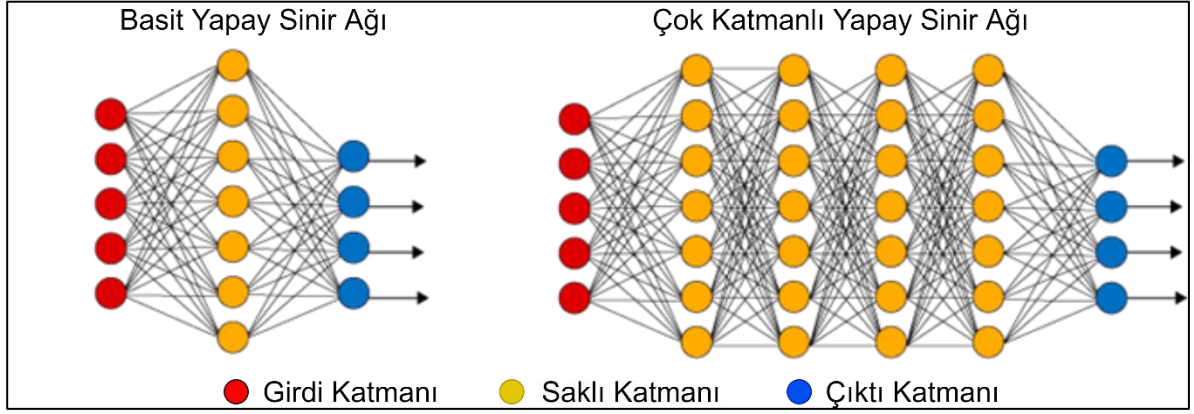 Basit Yapay Sinir Ağı
Çok Katmanlı Yapay Sinir Ağı
Girdi Katmanı
Saklı Katmanı
Çıktı Katmanı